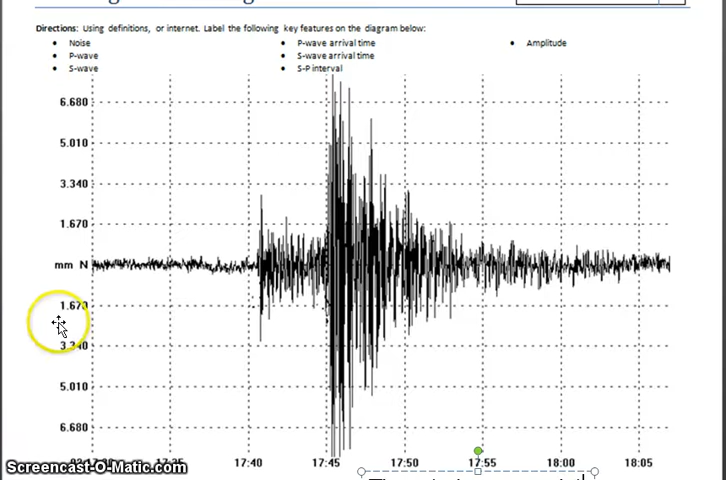 Directions: Using definitions, or internet. Label the following key features on the diagram below:
• Noise
• P-wave
• S-wave
• P-wave arrival time
• S-wave arrival time
• S-P interval
• Amplitude
6.680
5.010
3.340
1.670
mm N
1.670
3.340
5.010
6.680
17:35 17:40 17:45 17:50 17:55 18:00 18:05
Screencast-O-Matic.com